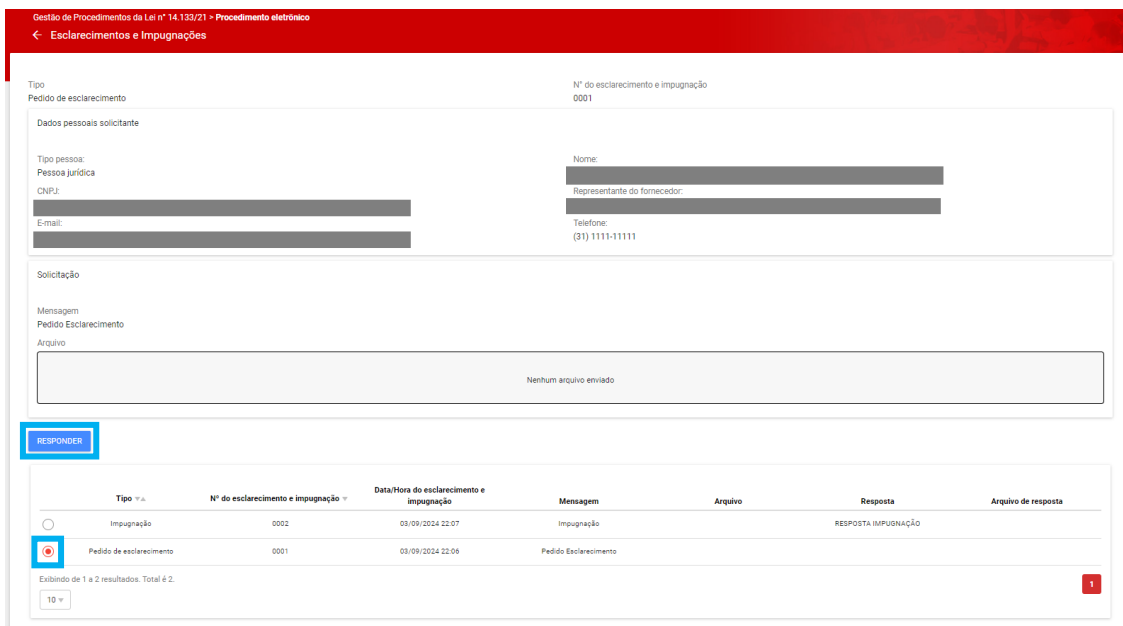 Gestão de Procedimentos da Lei n° 14.133/21 > Procedimento eletrônico
← Esclarecimentos e Impugnações
Tipo
Pedido de esclarecimento
N° do esclarecimento e impugnação
0001
Dados pessoais solicitante
Tipo pessoa:
Pessoa jurídica
Nome:
CNPJ:
Representante do fornecedor:
E-mail:
Telefone:
(31) 1111-11111
Solicitação
Mensagem
Pedido Esclarecimento
Arquivo
Nenhum arquivo enviado
RESPONDER
Tipo N° do esclarecimento e impugnação Data/Hora do esclarecimento e impugnação Mensagem Arquivo Resposta Arquivo de resposta
Impugnação 0002 03/09/2024 22:07 Impugnação RESPOSTA IMPUGNAÇÃO
Pedido de esclarecimento 0001 03/09/2024 22:06 Pedido Esclarecimento
Exibindo de 1 a 2 resultados. Total é 2.
1
10